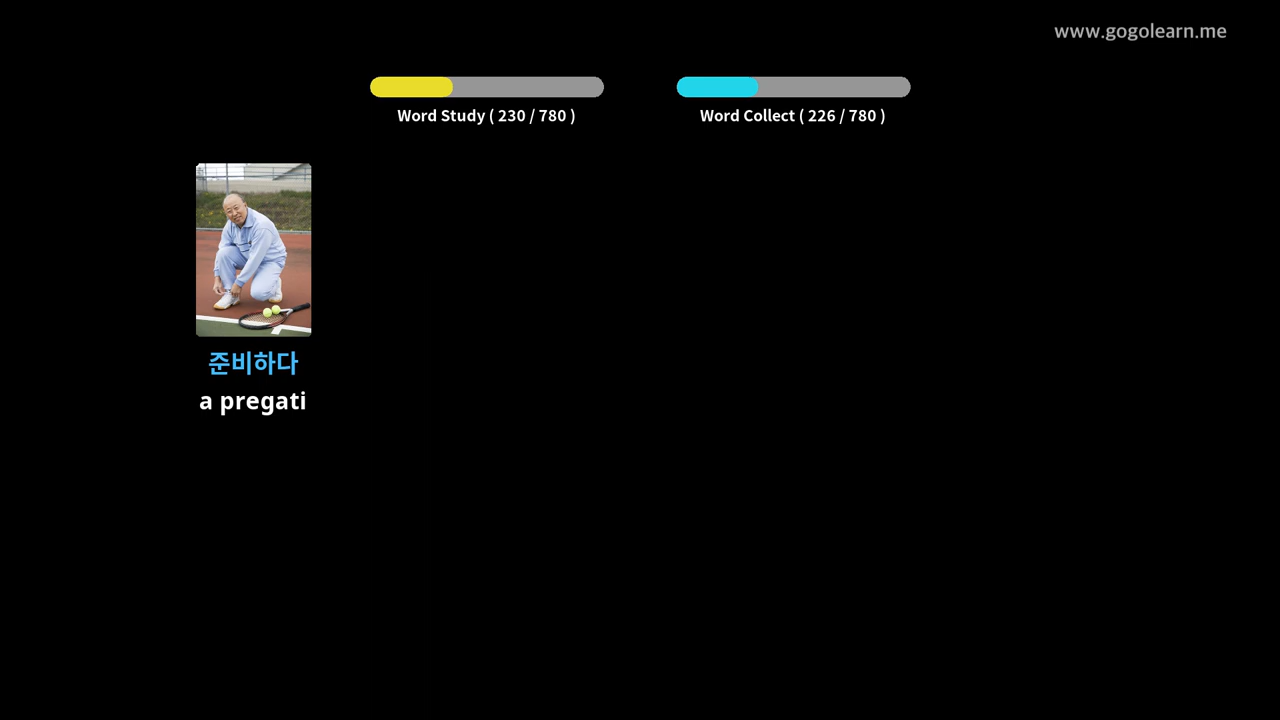 www.gogolearn.me
Word Study ( 230 / 780 )
Word Collect ( 226 / 780 )
준비하다
a pregati